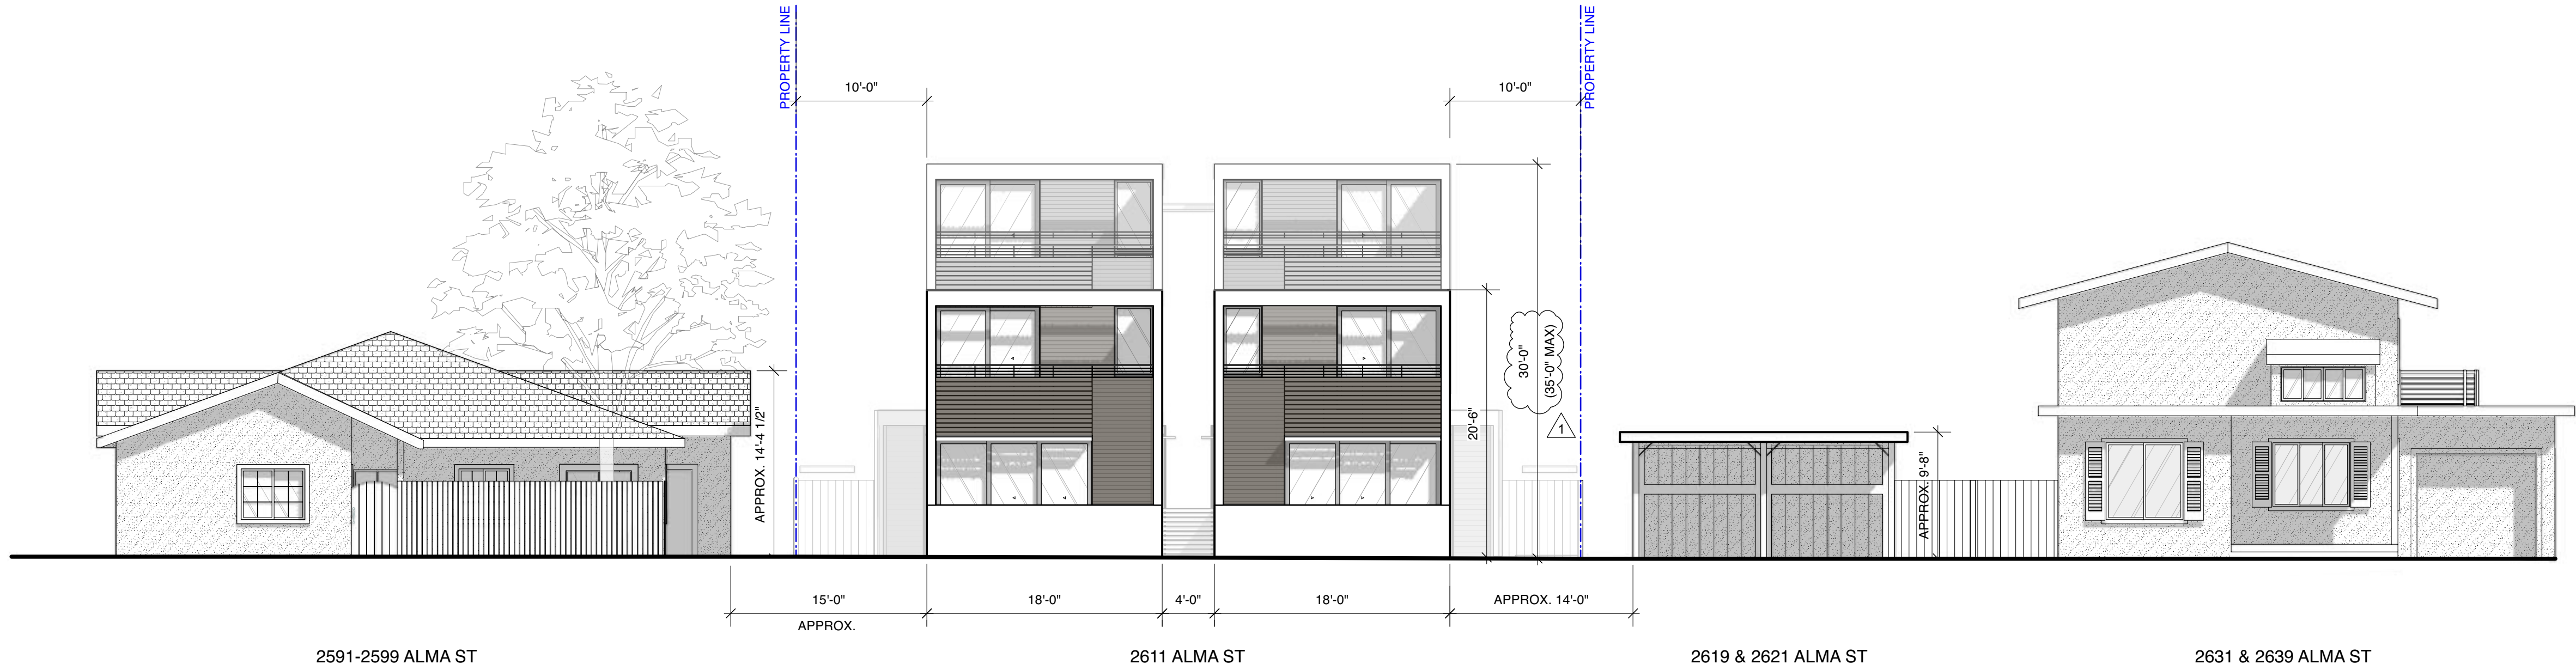 PROPERTY LINE
PROPERTY LINE
10'-0"
10'-0"
APPROX. 14'-4 1/2"
20'-6"
30'-0"
(35'-0" MAX)
1
APPROX. 9'-8"
15'-0"
APPROX.
18'-0"
4'-0"
18'-0"
APPROX. 14'-0"
2591-2599 ALMA ST
2611 ALMA ST
2619 & 2621 ALMA ST
2631 & 2639 ALMA ST